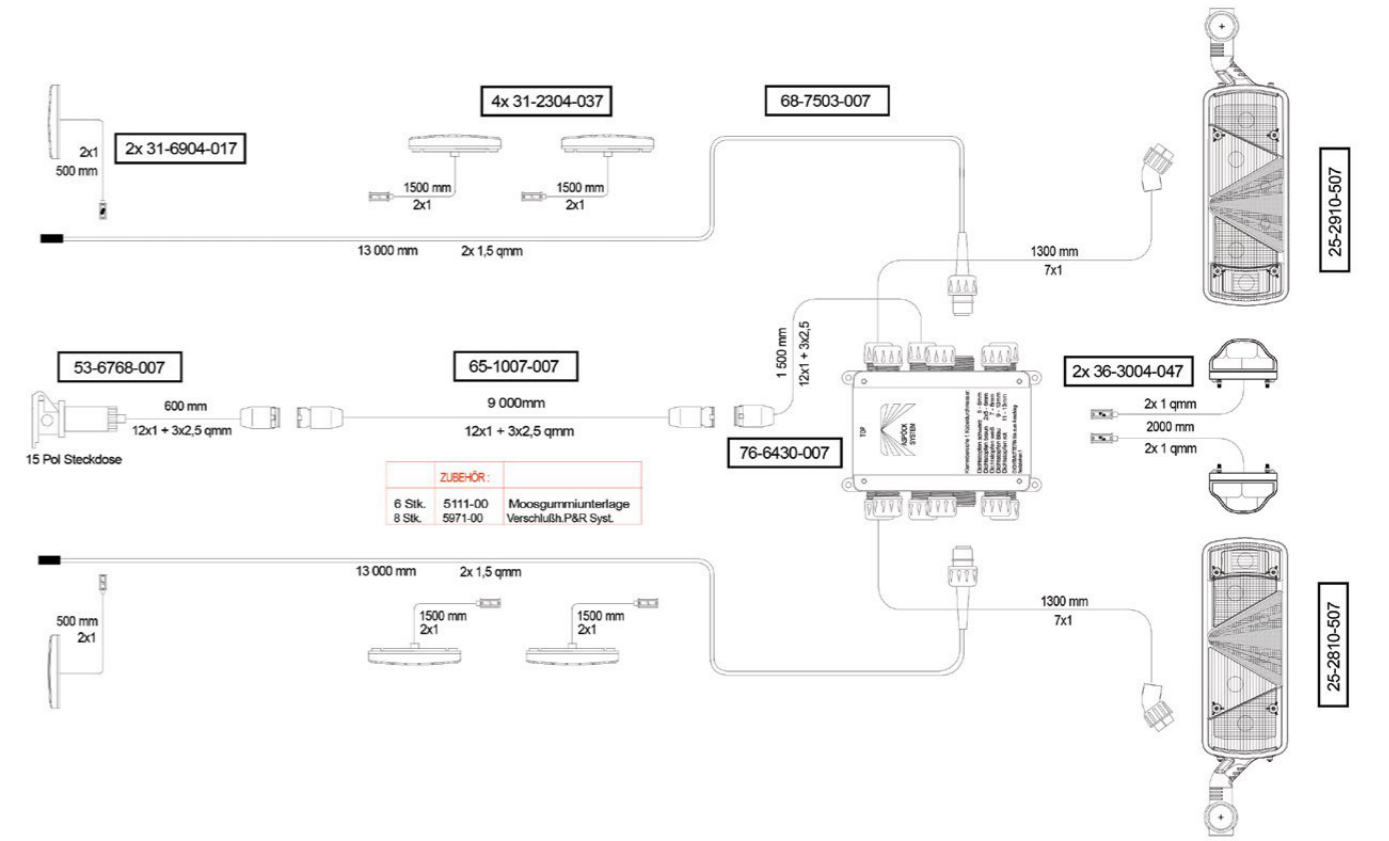 4x 31-2304-037
68-7503-007
2x 31-6904-017
2x1
500 mm
1500 mm
2x1
1500 mm
2x1
13 000 mm 2x 1,5 qmm
1300 mm
7x1
25-2910-507
53-6768-007
65-1007-007
1 500 mm
12x1 + 3x2,5
600 mm
12x1 + 3x2,5 qmm
15 Pol Steckdose
9 000mm
12x1 + 3x2,5 qmm
76-6430-007
TOP
ASPÖCK
SYSTEM
2x 36-3004-047
2x 1 qmm
2000 mm
2x 1 qmm
ZUBEHÖR :
6 Stk. 5111-00 Moosgummiunterlage
8 Stk. 5971-00 Verschlußh.P&R Syst.
13 000 mm 2x 1,5 qmm
500 mm
2x1
1500 mm
2x1
1500 mm
2x1
1300 mm
7x1
25-2810-507